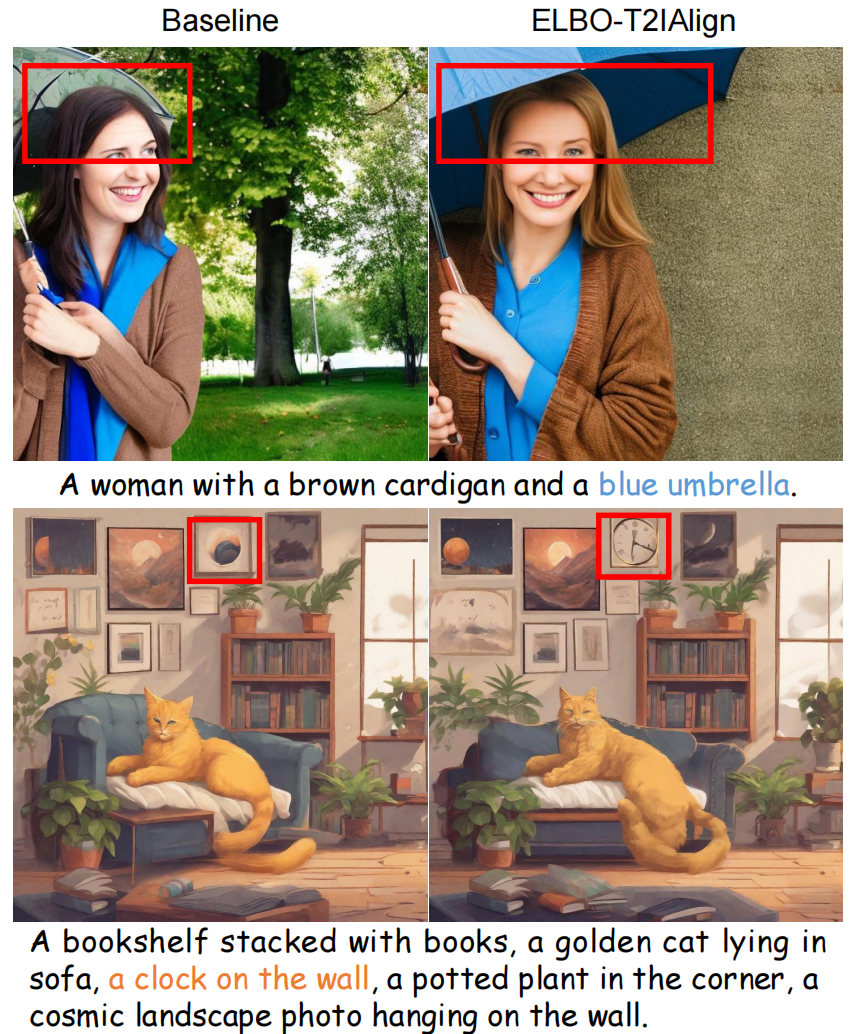 Baseline
ELBO-T2IAlign
A woman with a brown cardigan and a blue umbrella.
A bookshelf stacked with books, a golden cat lying in
sofa, a clock on the wall, a potted plant in the corner, a
cosmic landscape photo hanging on the wall.